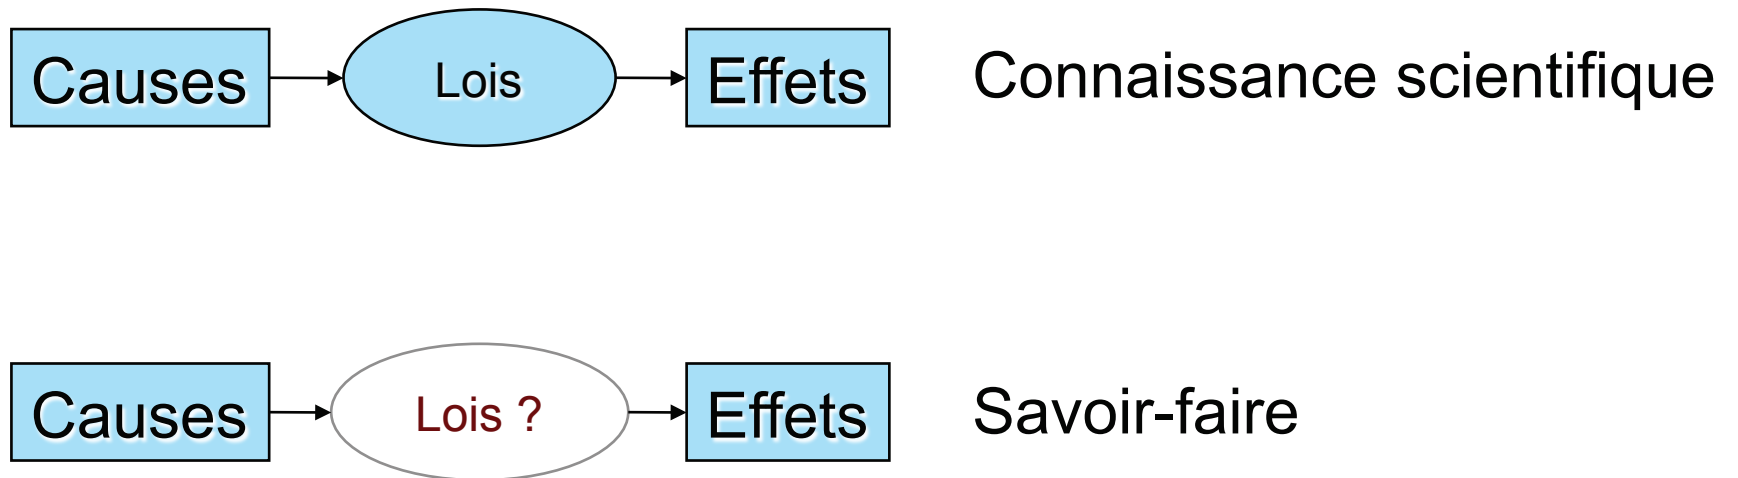 Causes
Lois
Effets
Connaissance scientifique
Causes
Lois ?
Effets
Savoir-faire